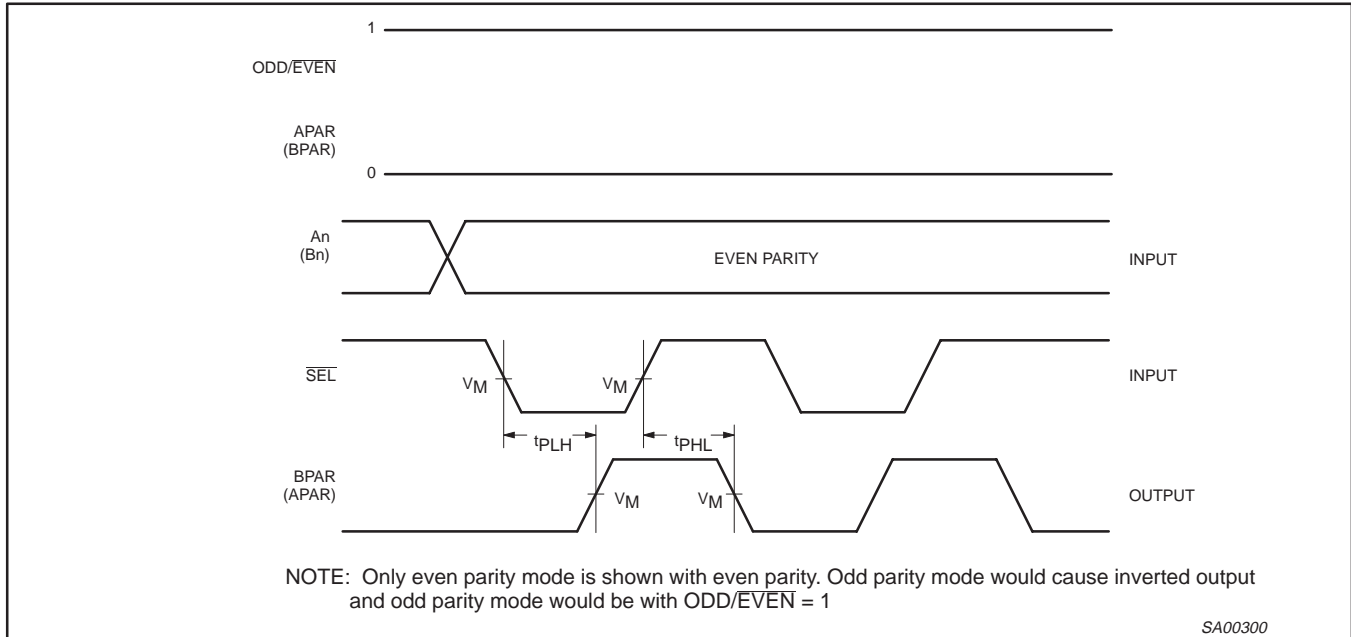 1
ODD/EVEN
APAR
(BPAR)
0
An
(Bn)
EVEN PARITY
INPUT
SEL
VM
VM
INPUT
tPLH
tPHL
BPAR
(APAR)
VM
VM
OUTPUT
NOTE: Only even parity mode is shown with even parity. Odd parity mode would cause inverted output
and odd parity mode would be with ODD/EVEN = 1
SA00300